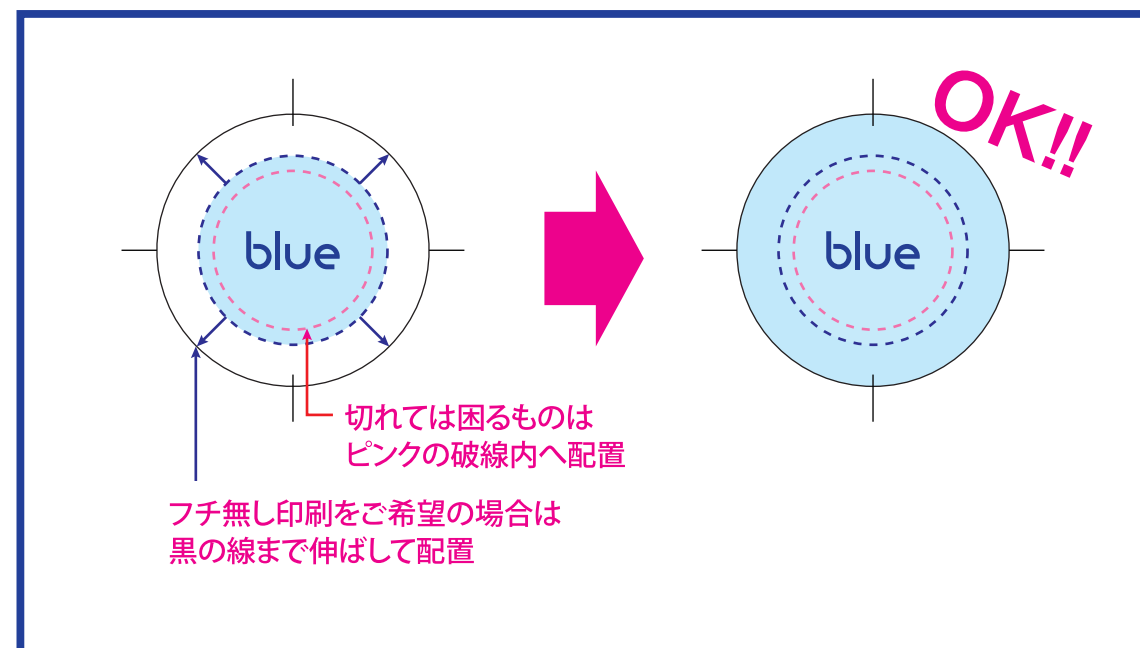 OK!!
blue
blue
切れては困るものは
ピンクの破線内へ配置
フチ無し印刷をご希望の場合は
黒の線まで伸ばして配置